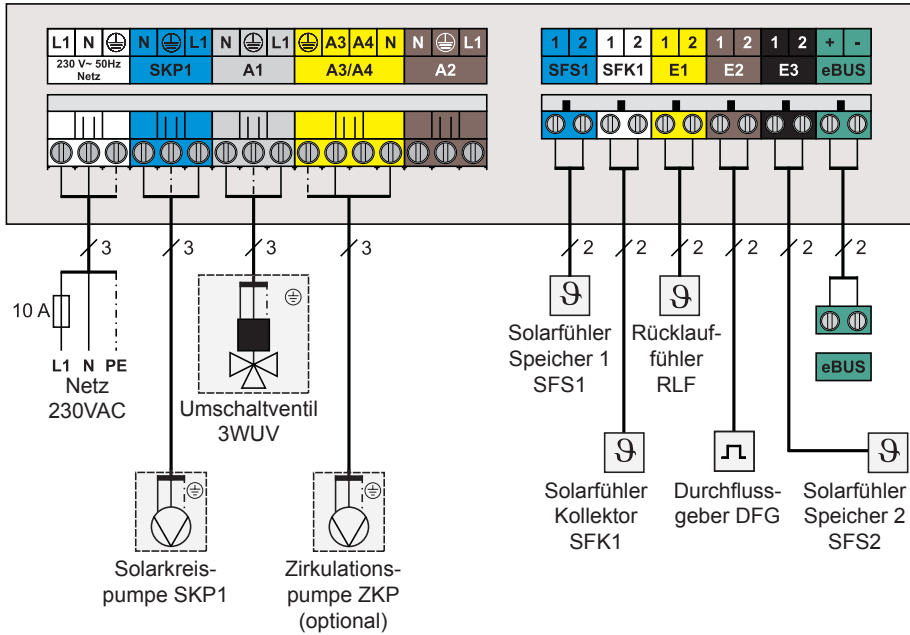 L1 N N L1 N L1 A3 A4 N N L1
230 V~ 50Hz
Netz
SKP1 A1 A3/A4 A2
1 2 1 2 1 2 1 2 1 2 + -
SFS1 SFK1 E1 E2 E3 eBUS
3 3 3 3
2 2 2 2 2 2
10 A
L1 N PE
Netz
230VAC
Umschaltventil
3WUV
Solarfühler
Speicher 1
SFS1
Rücklauf-
fühler
RLF
eBUS
Solarkreis-
pumpe SKP1
Zirkulations-
pumpe ZKP
(optional)
Solarfühler
Kollektor
SFK1
Durchfluss-
geber DFG
Solarfühler
Speicher 2
SFS2